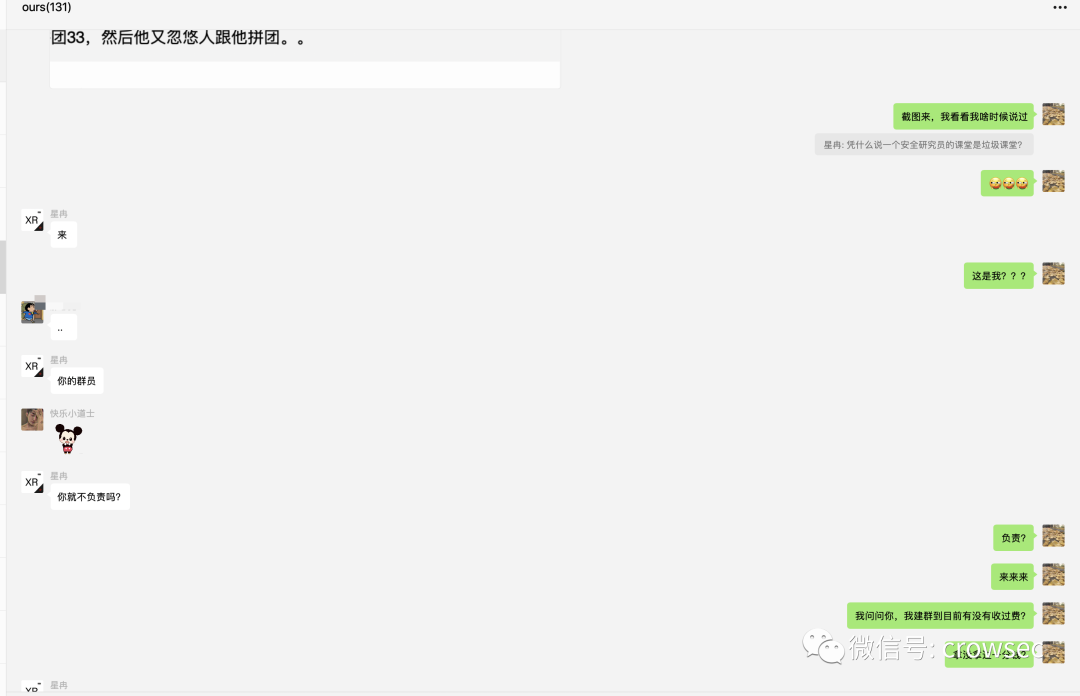 ours(131)
团33，然后他又忽悠人跟他拼团。。
截图来，我看看我啥时候说过
星冉: 凭什么说一个安全研究员的课堂是垃圾课堂?
XR
星冉
来
这是我? ? ?
..
XR
星冉
你的群员
快乐小道士
XR
星冉
你就不负责吗?
负责?
来来来
我问问你，我建群到目前有没有收过费?
微信号: crowsec
XR
星冉